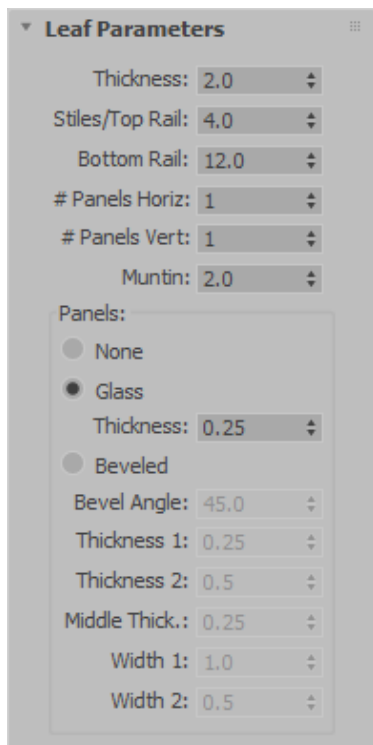 Leaf Parameters
Thickness: 2.0
Stiles/Top Rail: 4.0
Bottom Rail: 12.0
# Panels Horiz: 1
# Panels Vert: 1
Muntin: 2.0
Panels:
None
Glass
Thickness: 0.25
Beveled
Bevel Angle: 45.0
Thickness 1: 0.25
Thickness 2: 0.5
Middle Thick.: 0.25
Width 1: 1.0
Width 2: 0.5